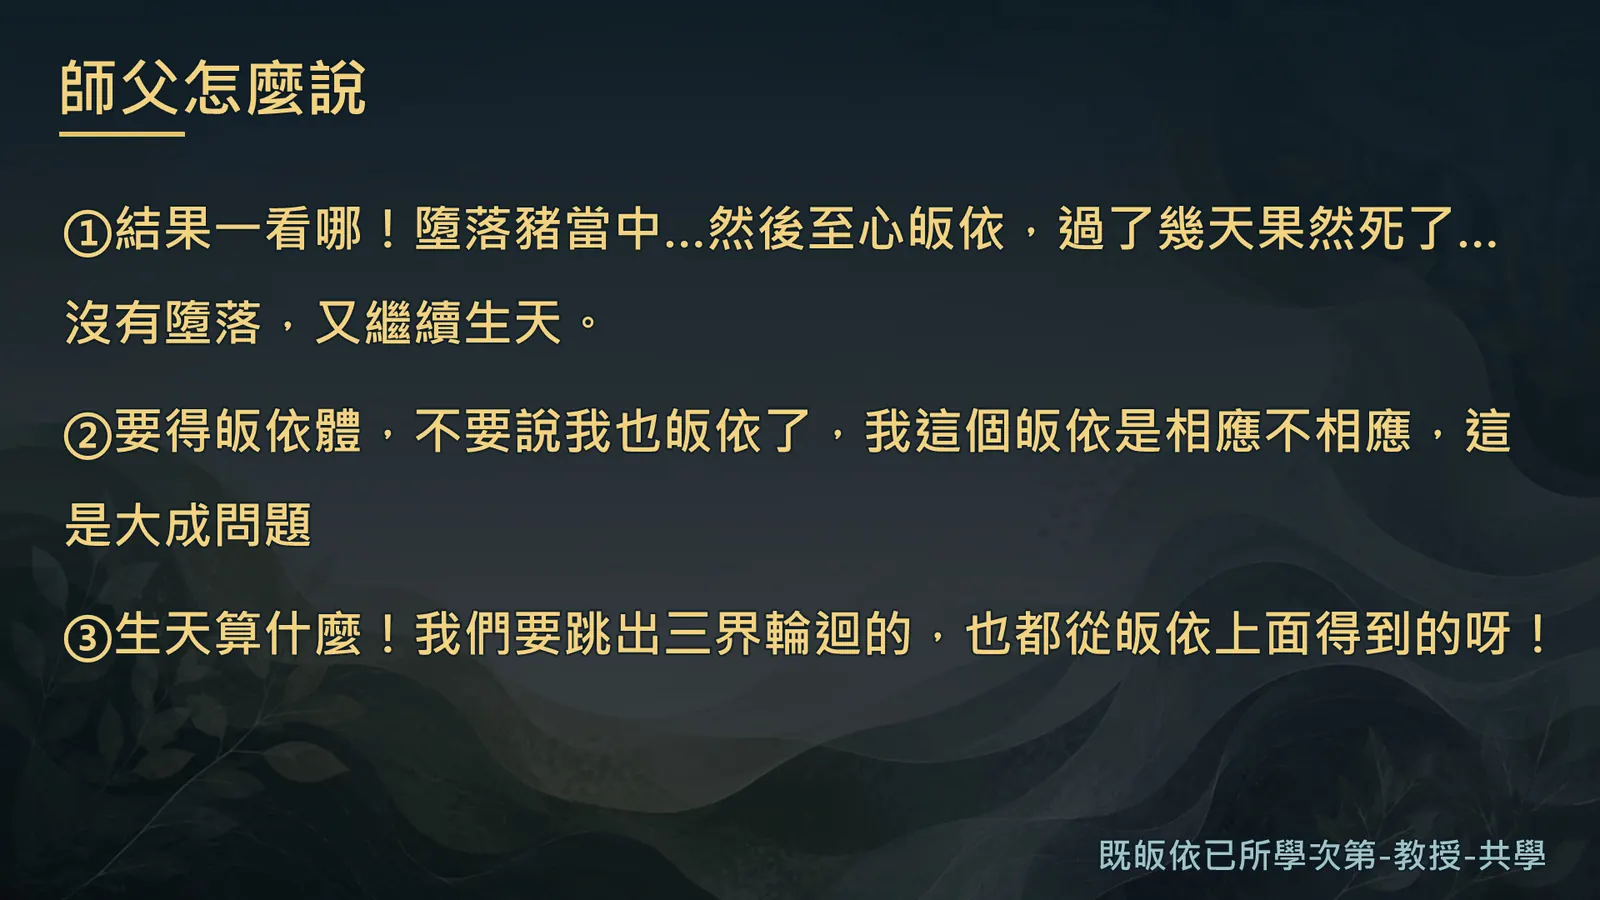 師父怎麼說
①結果一看哪！墮落豬當中...然後至心皈依，過了幾天果然死了...
沒有墮落，又繼續生天。
②要得皈依體，不要說我也皈依了，我這個皈依是相應不相應，這
是大成問題
③生天算什麼！我們要跳出三界輪迴的，也都從皈依上面得到的呀！
既皈依已所學次第-教授-共學